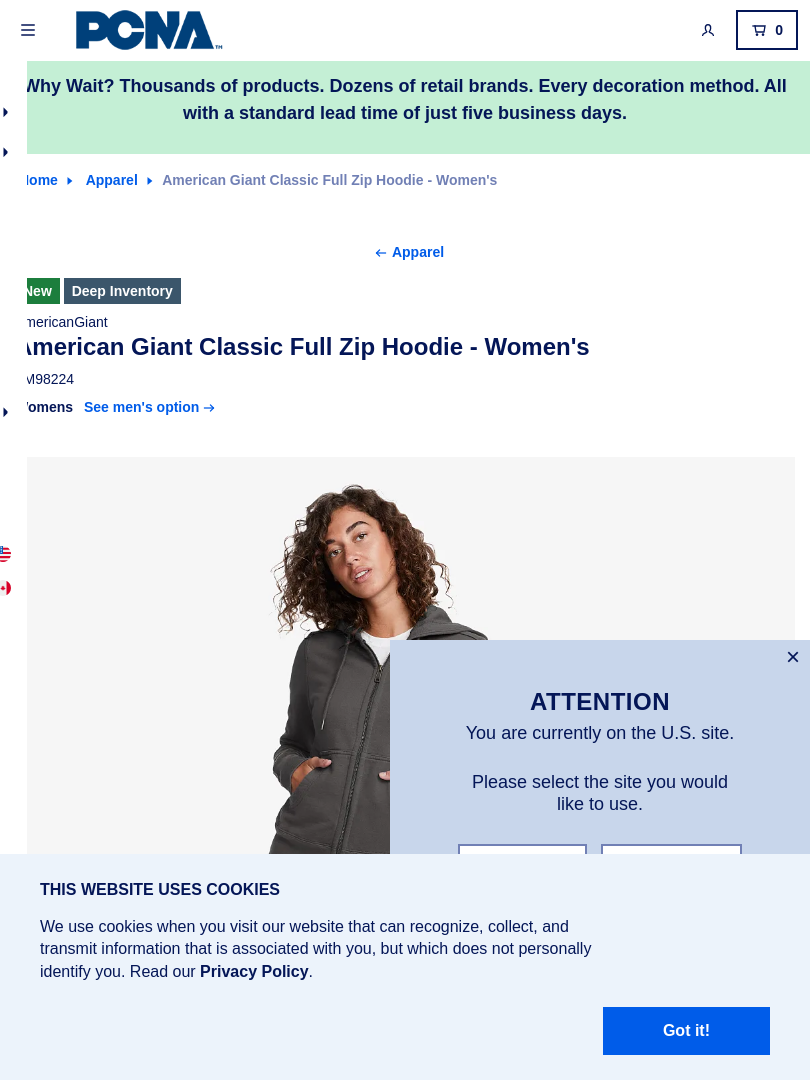 PCNA
0
Why Wait? Thousands of products. Dozens of retail brands. Every decoration method. All
with a standard lead time of just five business days.
Home Apparel American Giant Classic Full Zip Hoodie - Women's
Apparel
New Deep Inventory
mericanGiant
American Giant Classic Full Zip Hoodie - Women's
M98224
omens See men's option
ATTENTION
You are currently on the U.S. site.
Please select the site you would
like to use.
THIS WEBSITE USES COOKIES
We use cookies when you visit our website that can recognize, collect, and
transmit information that is associated with you, but which does not personally
identify you. Read our Privacy Policy.
Got it!